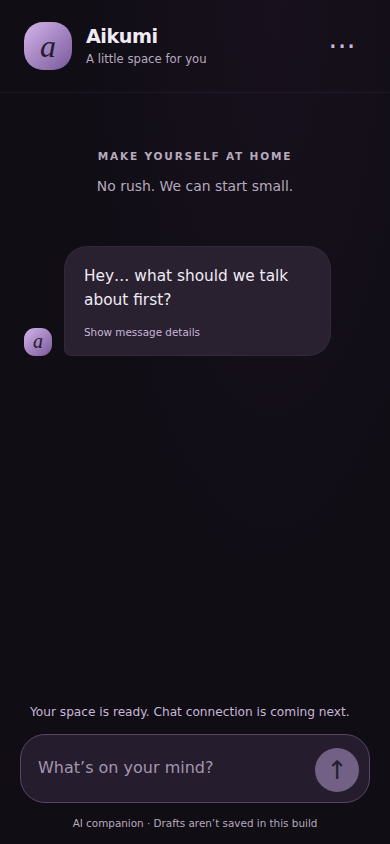 a
Aikumi
A little space for you
...
MAKE YOURSELF AT HOME
No rush. We can start small.
Hey… what should we talk
about first?
Show message details
a
Your space is ready. Chat connection is coming next.
What’s on your mind?
↑
AI companion · Drafts aren’t saved in this build